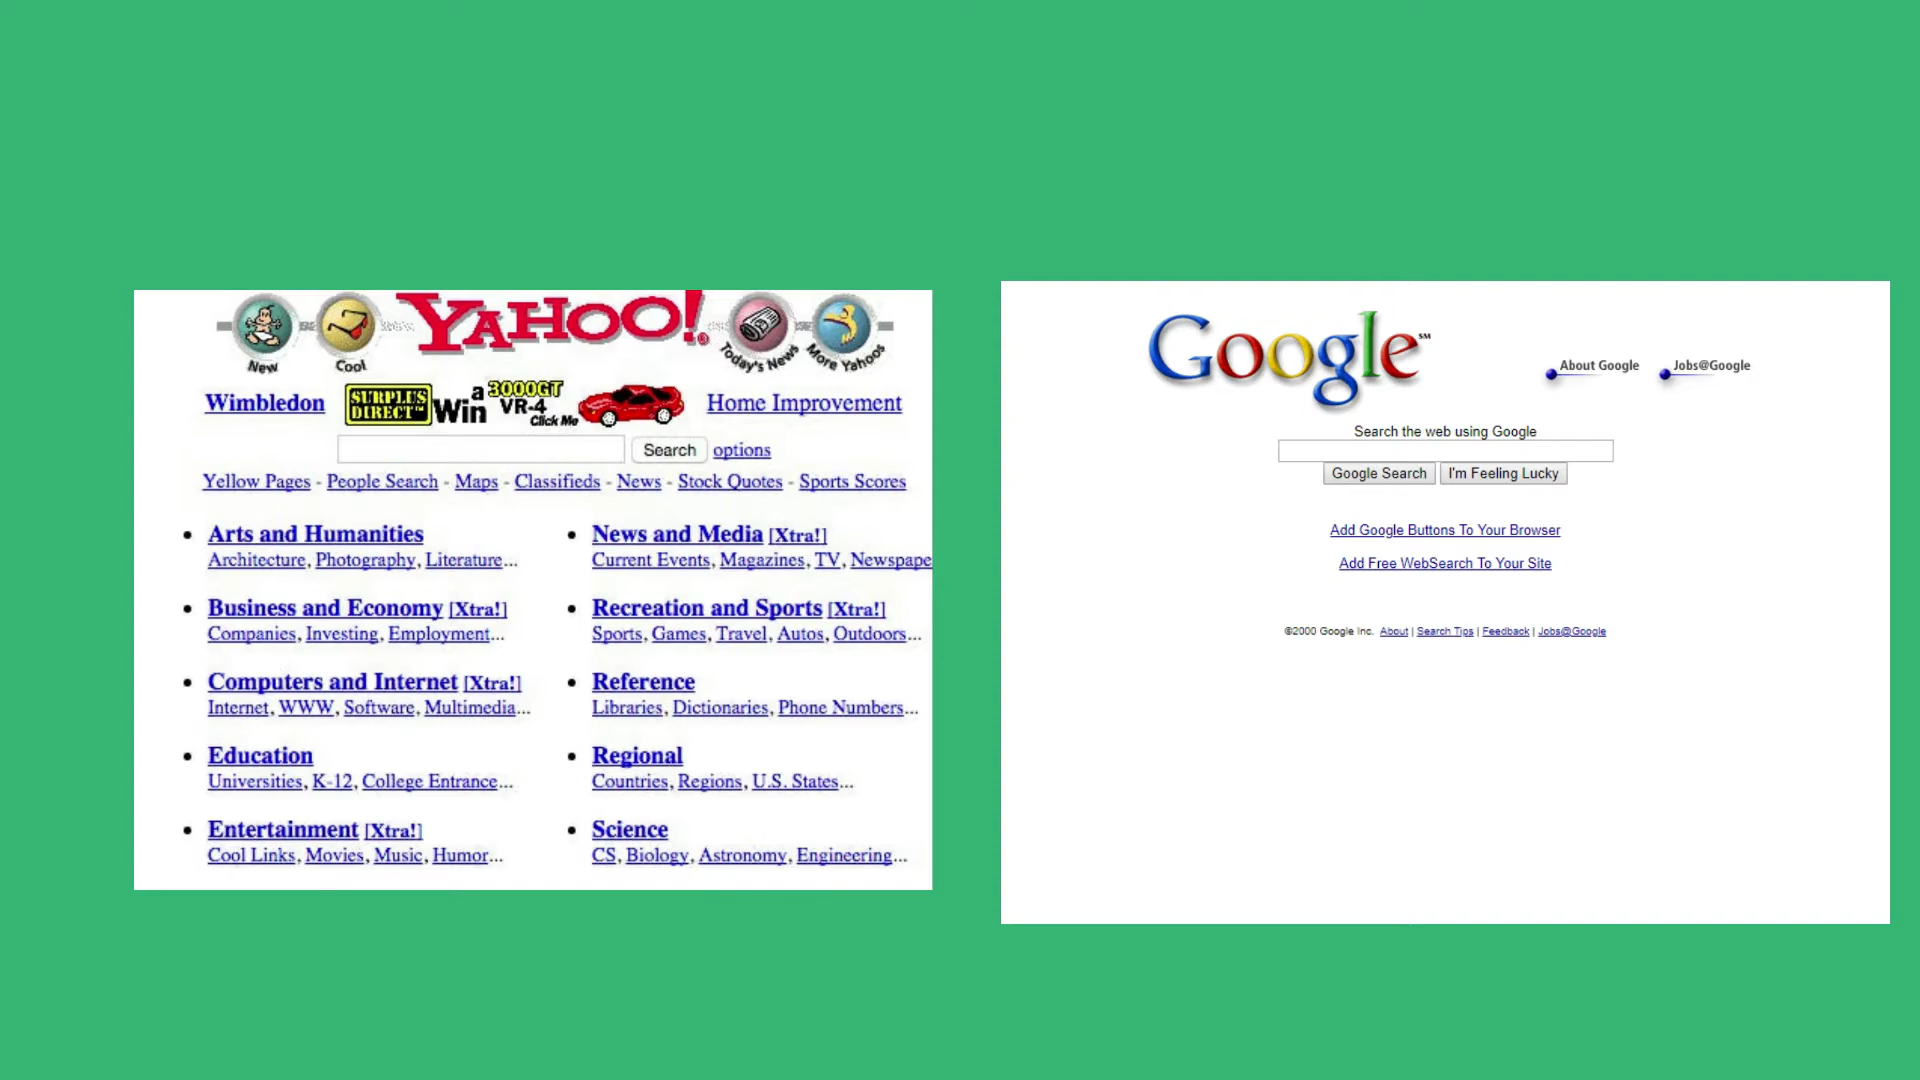 YAHOO!
New
Cool
Today's News
More Yahoos
Wimbledon
SURPLUS DIRECT™ Win a 3000GT VR-4 Click Me
Home Improvement
Search options
Yellow Pages - People Search - Maps - Classifieds - News - Stock Quotes - Sports Scores
Arts and Humanities
Architecture, Photography, Literature...
Business and Economy [Xtra!]
Companies, Investing, Employment...
Computers and Internet [Xtra!]
Internet, WWW, Software, Multimedia...
Education
Universities, K-12, College Entrance...
Entertainment [Xtra!]
Cool Links, Movies, Music, Humor...
News and Media [Xtra!]
Current Events, Magazines, TV, Newspape
Recreation and Sports [Xtra!]
Sports, Games, Travel, Autos, Outdoors...
Reference
Libraries, Dictionaries, Phone Numbers...
Regional
Countries, Regions, U.S. States...
Science
CS, Biology, Astronomy, Engineering...
Google℠
About Google
Jobs@Google
Search the web using Google
Google Search I'm Feeling Lucky
Add Google Buttons To Your Browser
Add Free WebSearch To Your Site
©2000 Google Inc. About | Search Tips | Feedback | Jobs@Google